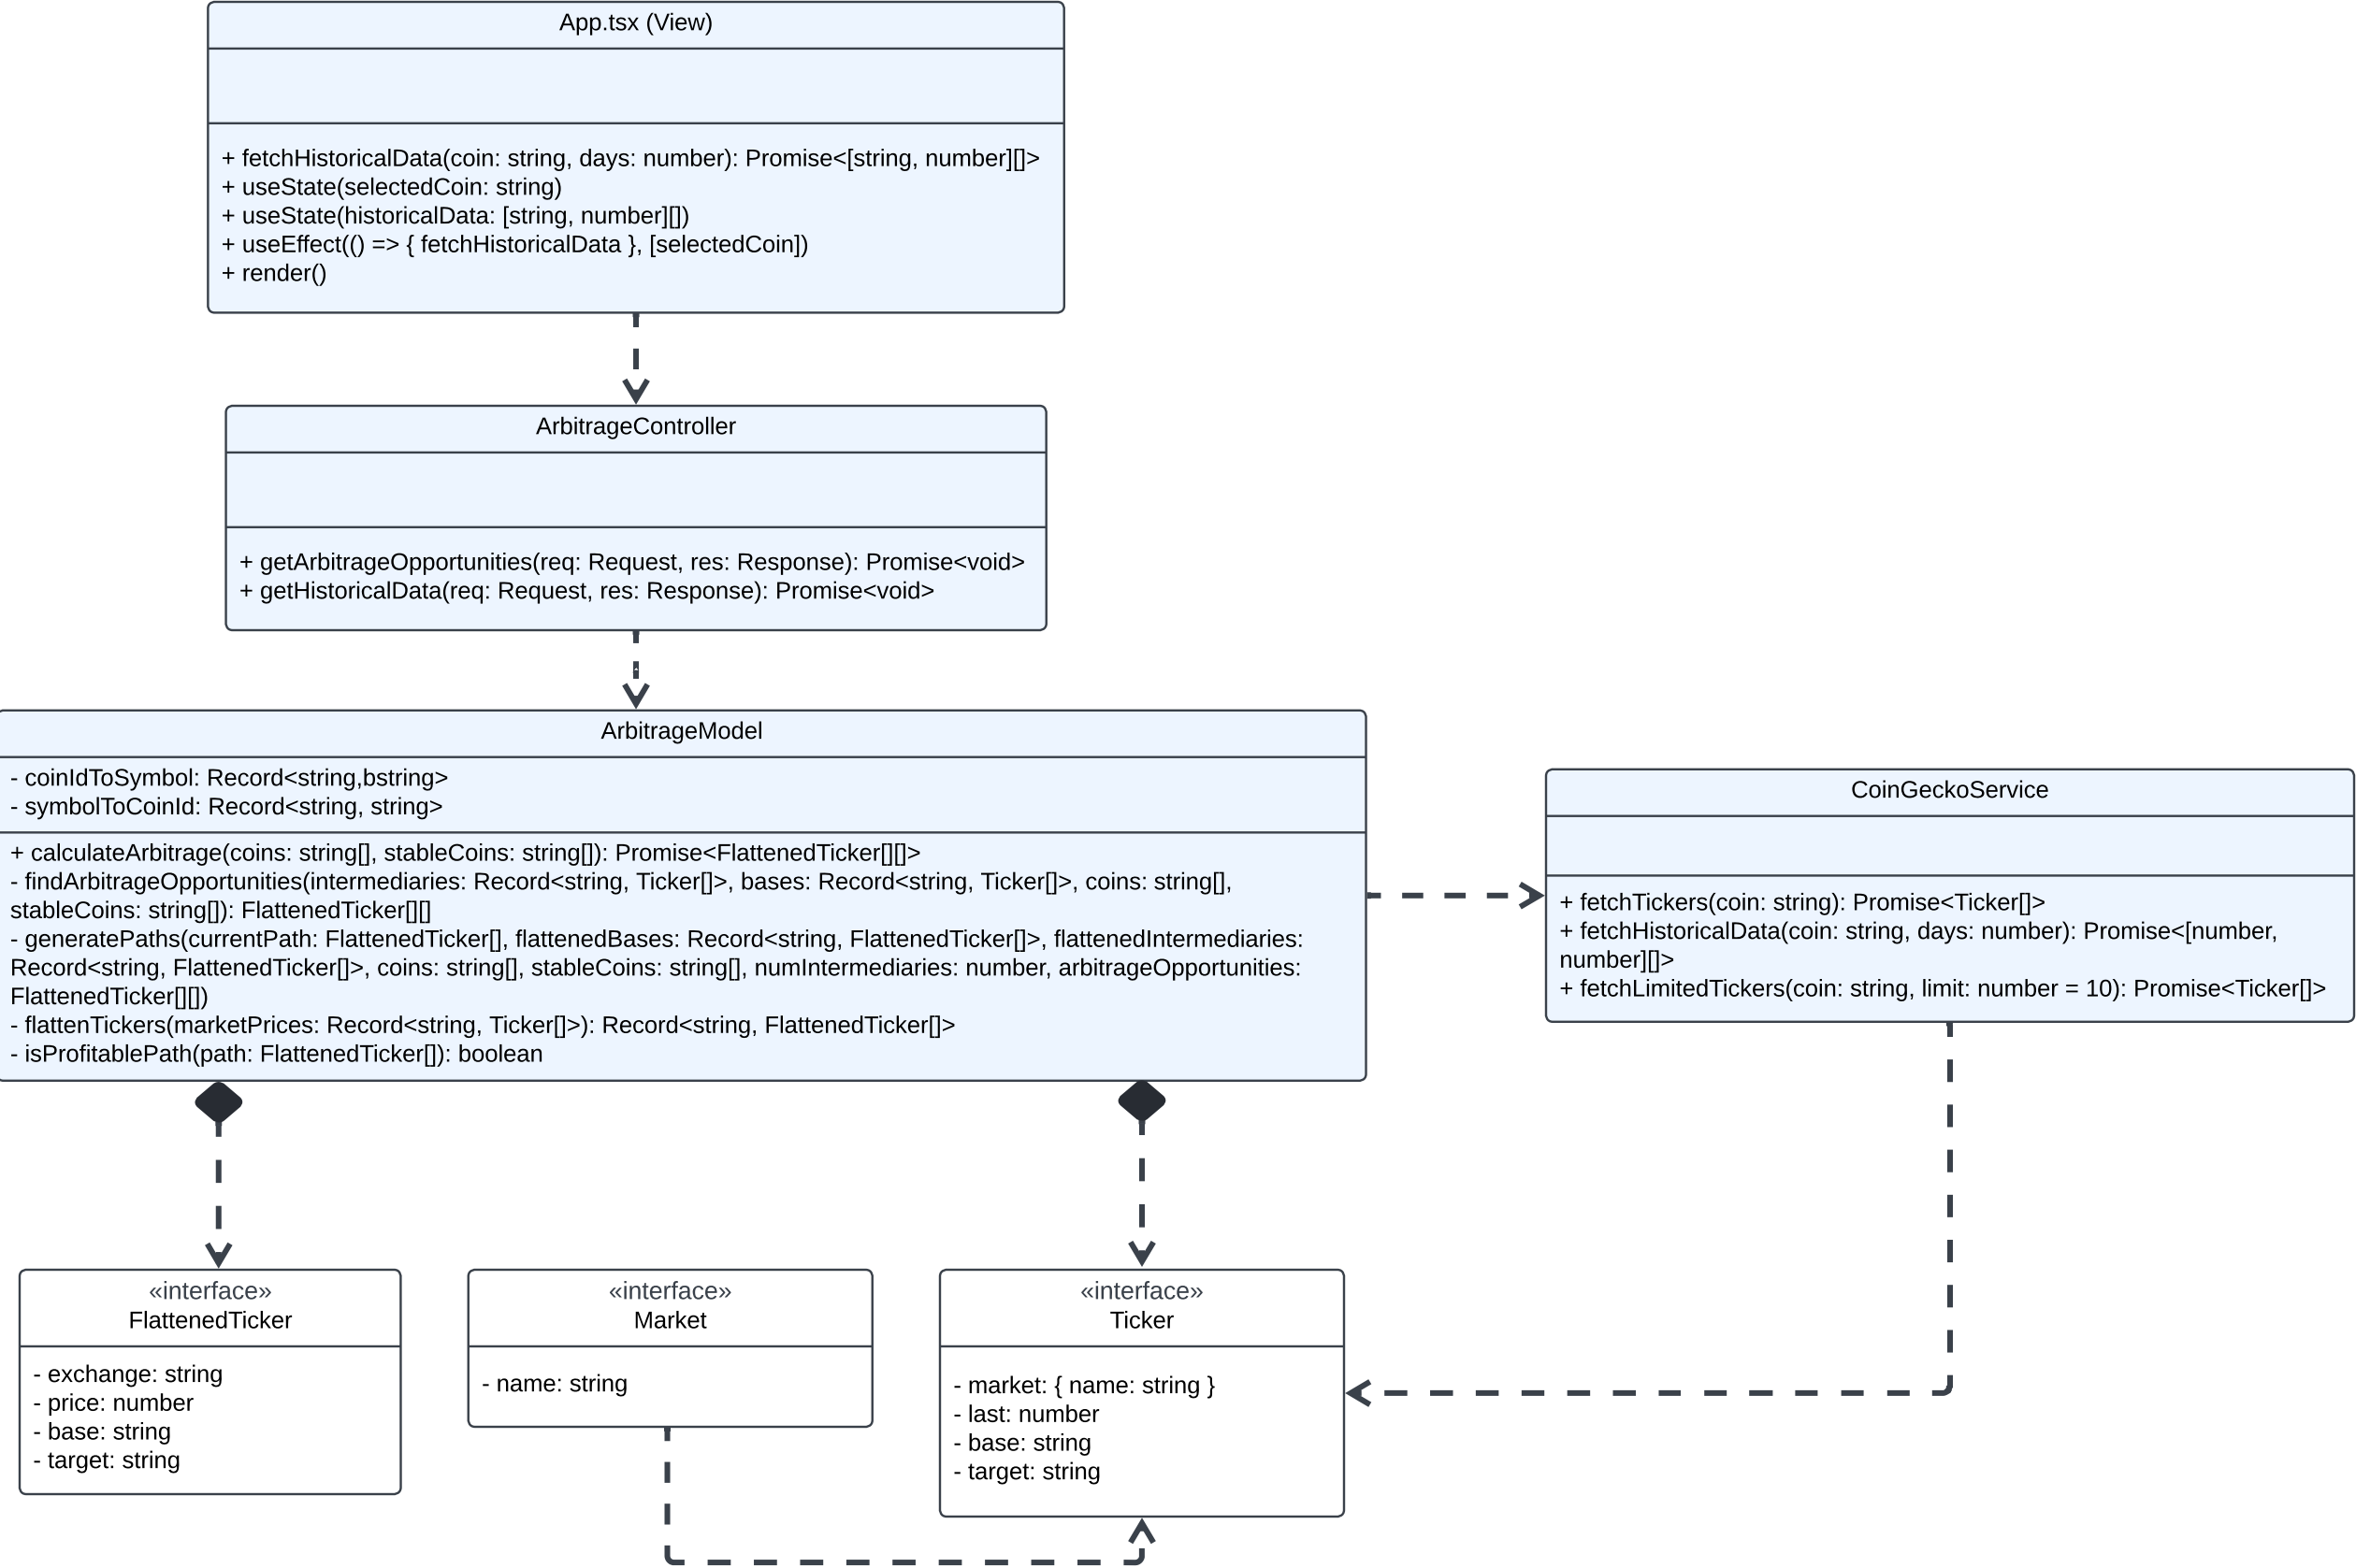 App.tsx (View)
+ fetchHistoricalData(coin: string, days: number): Promise<[string, number][]>
+ useState(selectedCoin: string)
+ useState(historicalData: [string, number][])
+ useEffect(() => { fetchHistoricalData }, [selectedCoin])
+ render()
ArbitrageController
+ getArbitrageOpportunities(req: Request, res: Response): Promise<void>
+ getHistoricalData(req: Request, res: Response): Promise<void>
ArbitrageModel
- coinIdToSymbol: Record<string,bstring>
- symbolToCoinId: Record<string, string>
+ calculateArbitrage(coins: string[], stableCoins: string[]): Promise<FlattenedTicker[][]>
- findArbitrageOpportunities(intermediaries: Record<string, Ticker[]>, bases: Record<string, Ticker[]>, coins: string[],
stableCoins: string[]): FlattenedTicker[][]
- generatePaths(currentPath: FlattenedTicker[], flattenedBases: Record<string, FlattenedTicker[]>, flattenedIntermediaries:
Record<string, FlattenedTicker[]>, coins: string[], stableCoins: string[], numIntermediaries: number, arbitrageOpportunities:
FlattenedTicker[][])
- flattenTickers(marketPrices: Record<string, Ticker[]>): Record<string, FlattenedTicker[]>
- isProfitablePath(path: FlattenedTicker[]): boolean
CoinGeckoService
+ fetchTickers(coin: string): Promise<Ticker[]>
+ fetchHistoricalData(coin: string, days: number): Promise<[number,
number][]>
+ fetchLimitedTickers(coin: string, limit: number = 10): Promise<Ticker[]>
«interface»
FlattenedTicker
- exchange: string
- price: number
- base: string
- target: string
«interface»
Market
- name: string
«interface»
Ticker
- market: { name: string }
- last: number
- base: string
- target: string